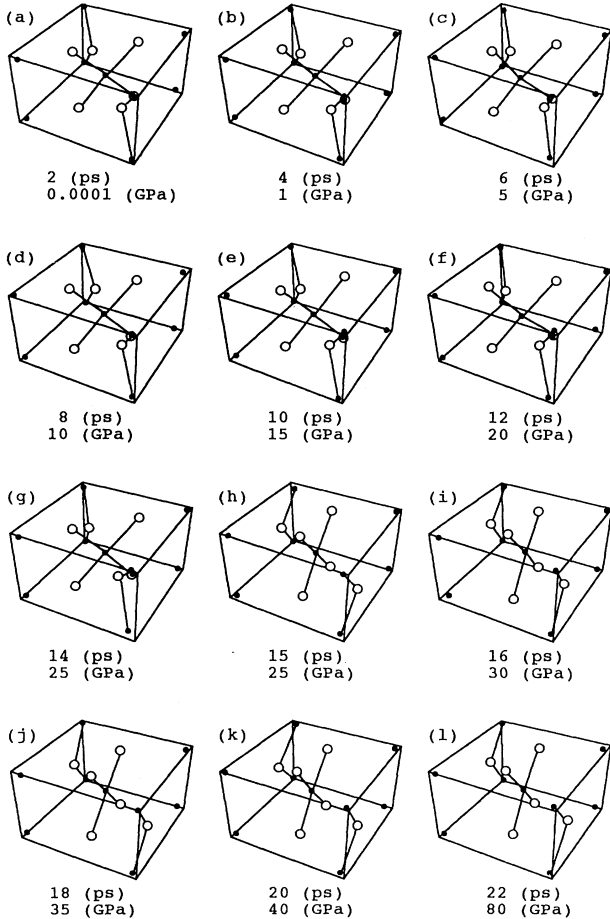 (a) (b) (c)
2 (ps) 4 (ps) 6 (ps)
0.0001 (GPa) 1 (GPa) 5 (GPa)
(d) (e) (f)
8 (ps) 10 (ps) 12 (ps)
10 (GPa) 15 (GPa) 20 (GPa)
(g) (h) (i)
14 (ps) 15 (ps) 16 (ps)
25 (GPa) 25 (GPa) 30 (GPa)
(j) (k) (l)
18 (ps) 20 (ps) 22 (ps)
35 (GPa) 40 (GPa) 80 (GPa)